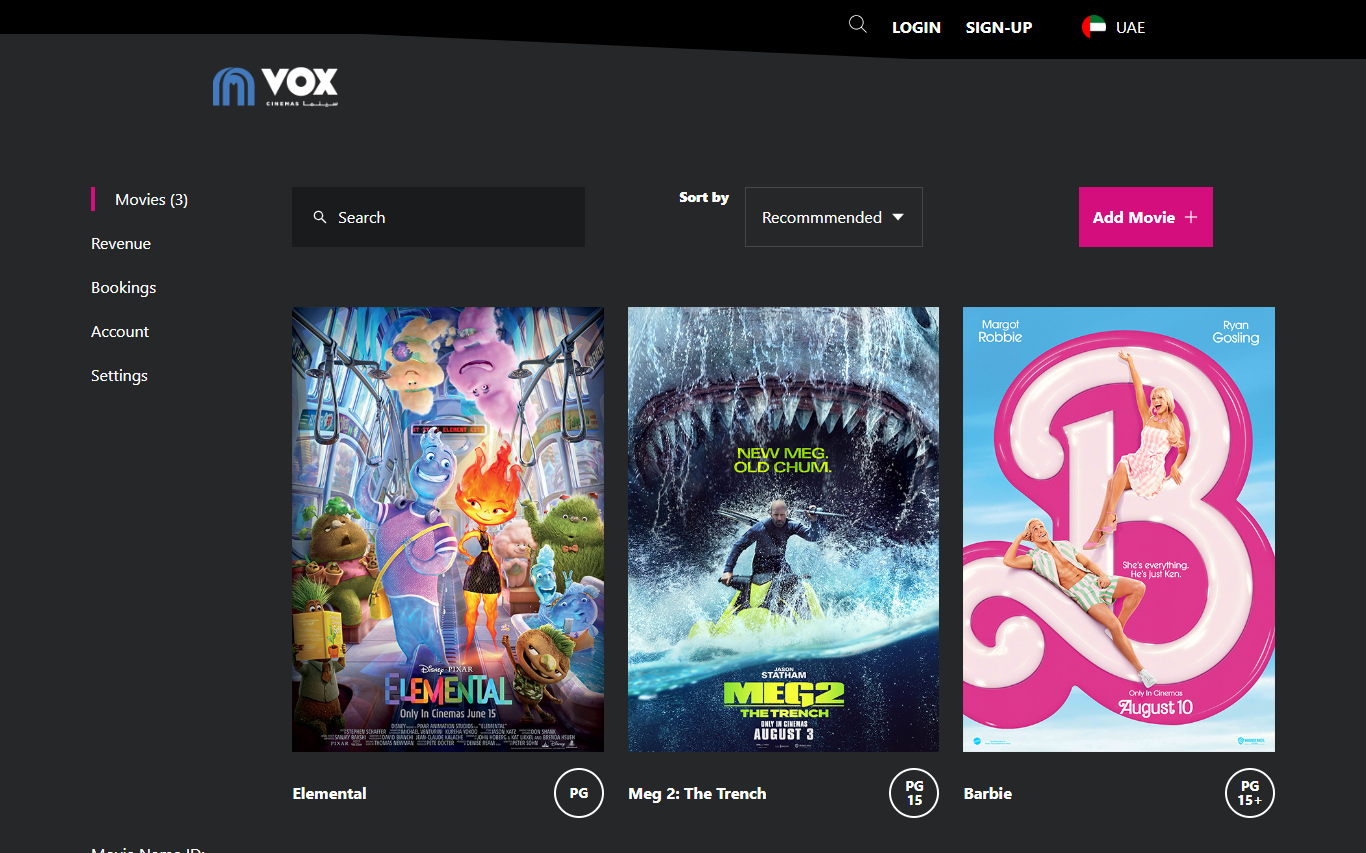 LOGIN
SIGN-UP
UAE
VOX
CINEMAS سينما
Movies (3)
Revenue
Bookings
Account
Settings
Search
Sort by
Recommmended
Add Movie
Disney PIXAR
ELEMENTAL
Only In Cinemas June 15
NEW MEG.
OLD CHUM.
JASON
STATHAM
MEG2
THE TRENCH
ONLY IN CINEMAS
AUGUST 3
Margot
Robbie
Ryan
Gosling
She's everything.
He's just Ken.
Only In Cinemas
August 10
Elemental
PG
Meg 2: The Trench
PG
15
Barbie
PG
15+
Movie Name ID: